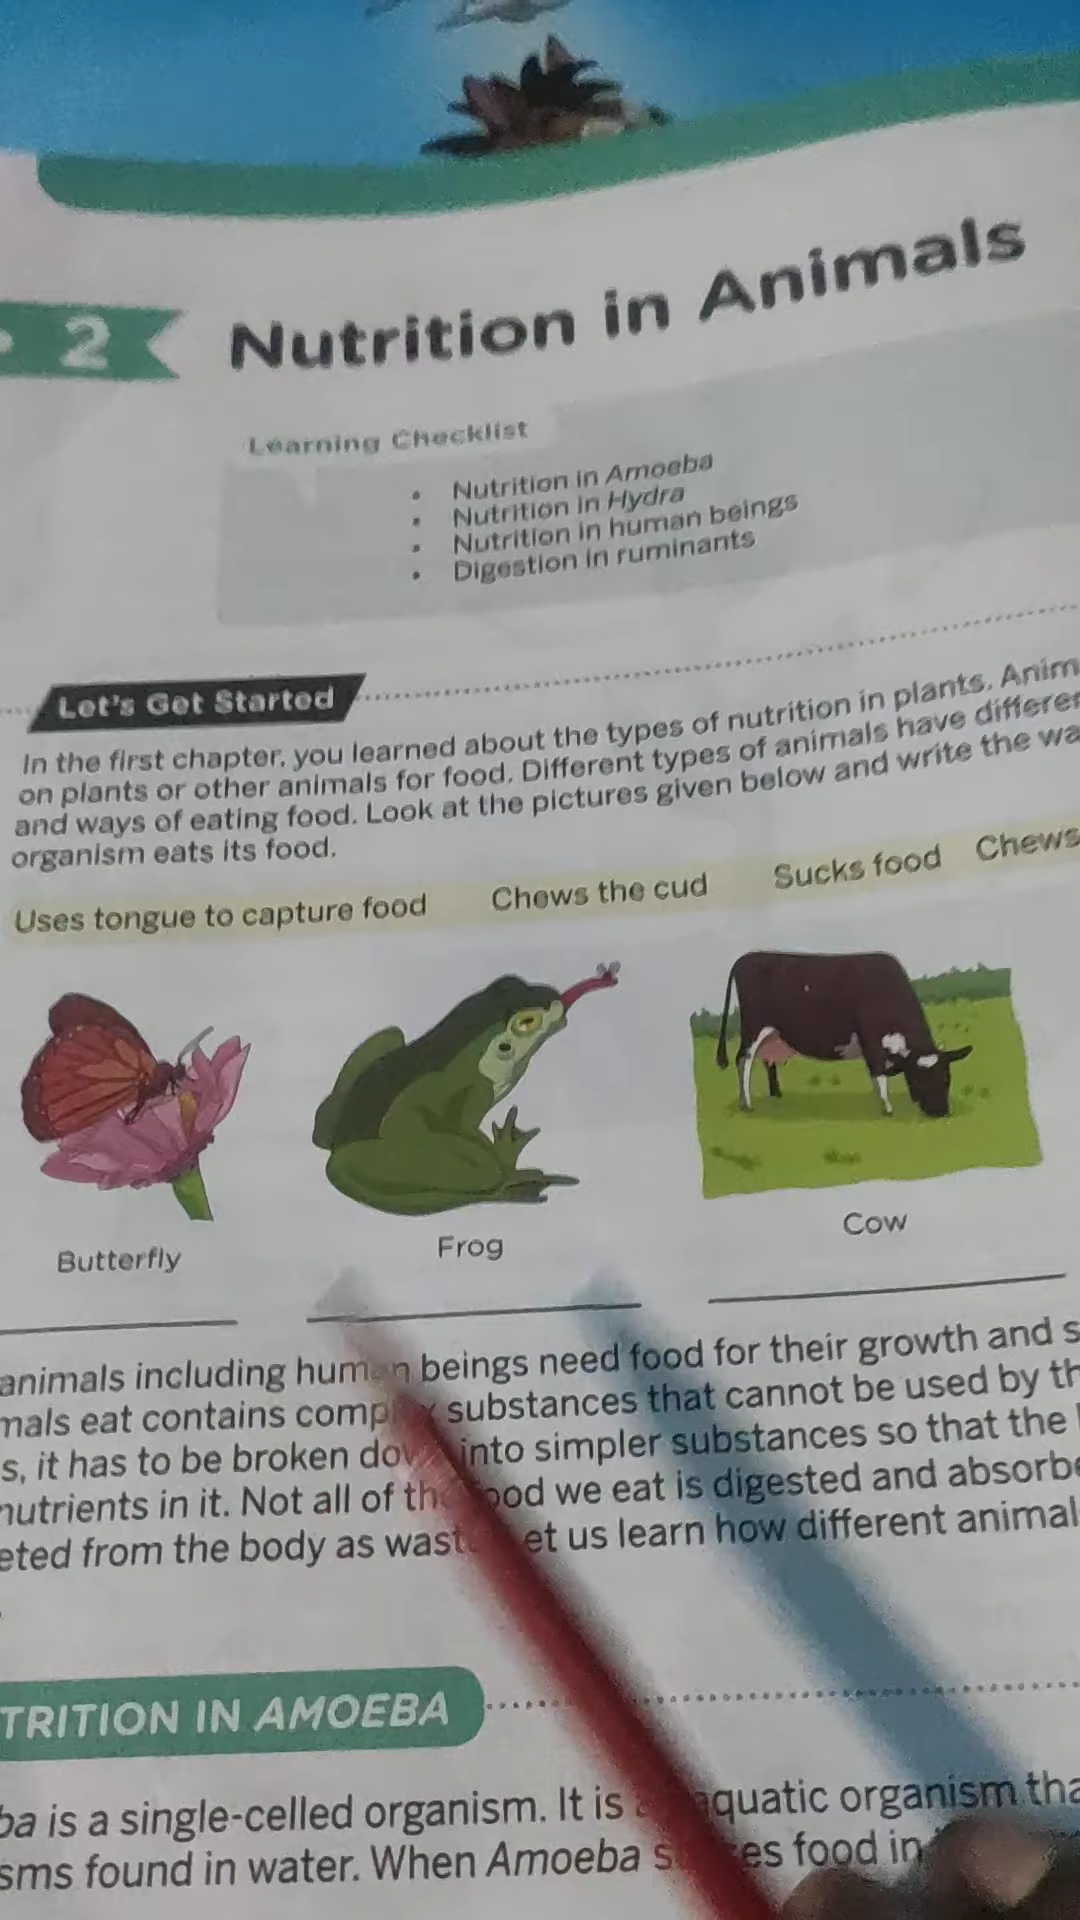 2
Nutrition in Animals
Learning Checklist
• Nutrition in Amoeba
• Nutrition in Hydra
• Nutrition in human beings
• Digestion in ruminants
Let's Get Started
In the first chapter, you learned about the types of nutrition in plants. Anim
on plants or other animals for food. Different types of animals have differen
and ways of eating food. Look at the pictures given below and write the wa
organism eats its food.
Uses tongue to capture food Chews the cud Sucks food Chews
Butterfly Frog Cow
animals including human beings need food for their growth and s
mals eat contains substances that cannot be used by th
s, it has to be broken into simpler substances so that the
nutrients in it. Not all of food we eat is digested and absorbe
eted from the body as et us learn how different animal
TRITION IN AMOEBA
ba is a single-celled organism. It is aquatic organism tha
sms found in water. When Amoeba food in